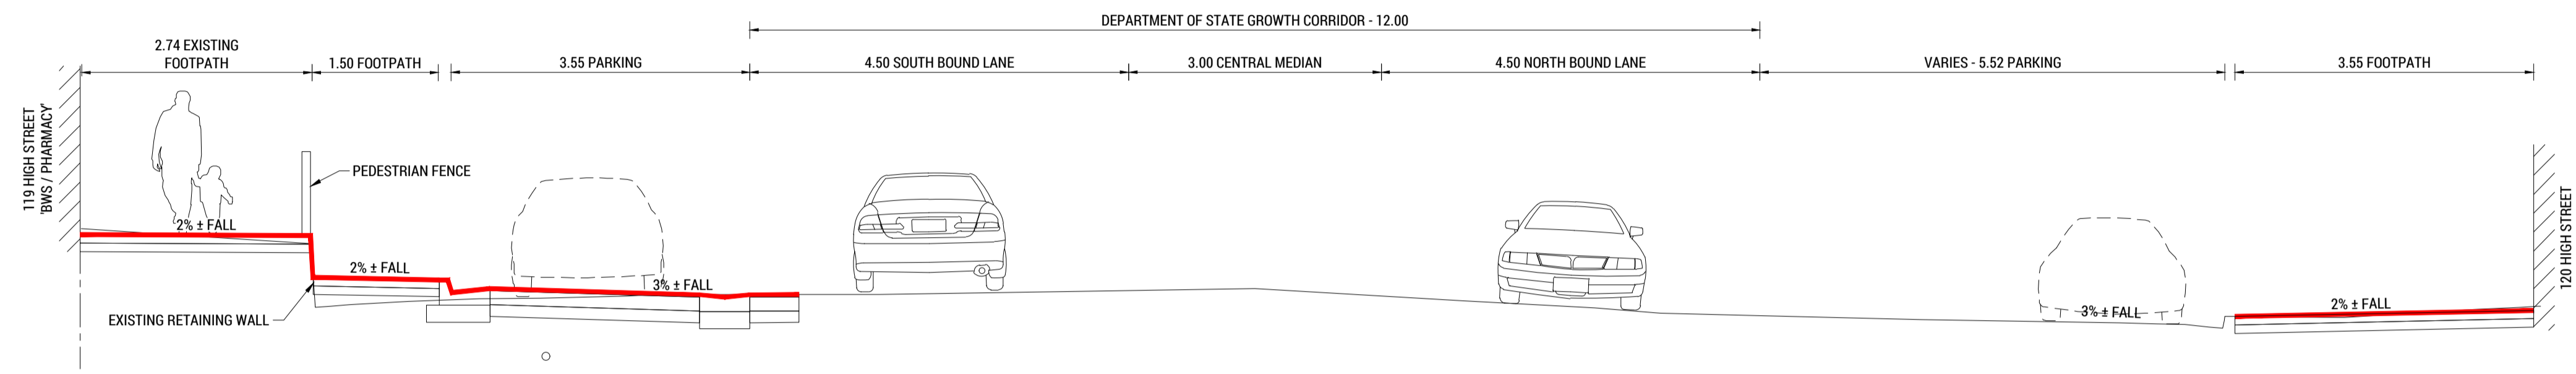 DEPARTMENT OF STATE GROWTH CORRIDOR - 12.00
2.74 EXISTING
FOOTPATH
1.50 FOOTPATH
3.55 PARKING
4.50 SOUTH BOUND LANE
3.00 CENTRAL MEDIAN
4.50 NORTH BOUND LANE
VARIES - 5.52 PARKING
3.55 FOOTPATH
119 HIGH STREET
'BWS / PHARMACY'
PEDESTRIAN FENCE
2% ± FALL
2% ± FALL
3% ± FALL
EXISTING RETAINING WALL
3% ± FALL
2% ± FALL
120 HIGH STREET